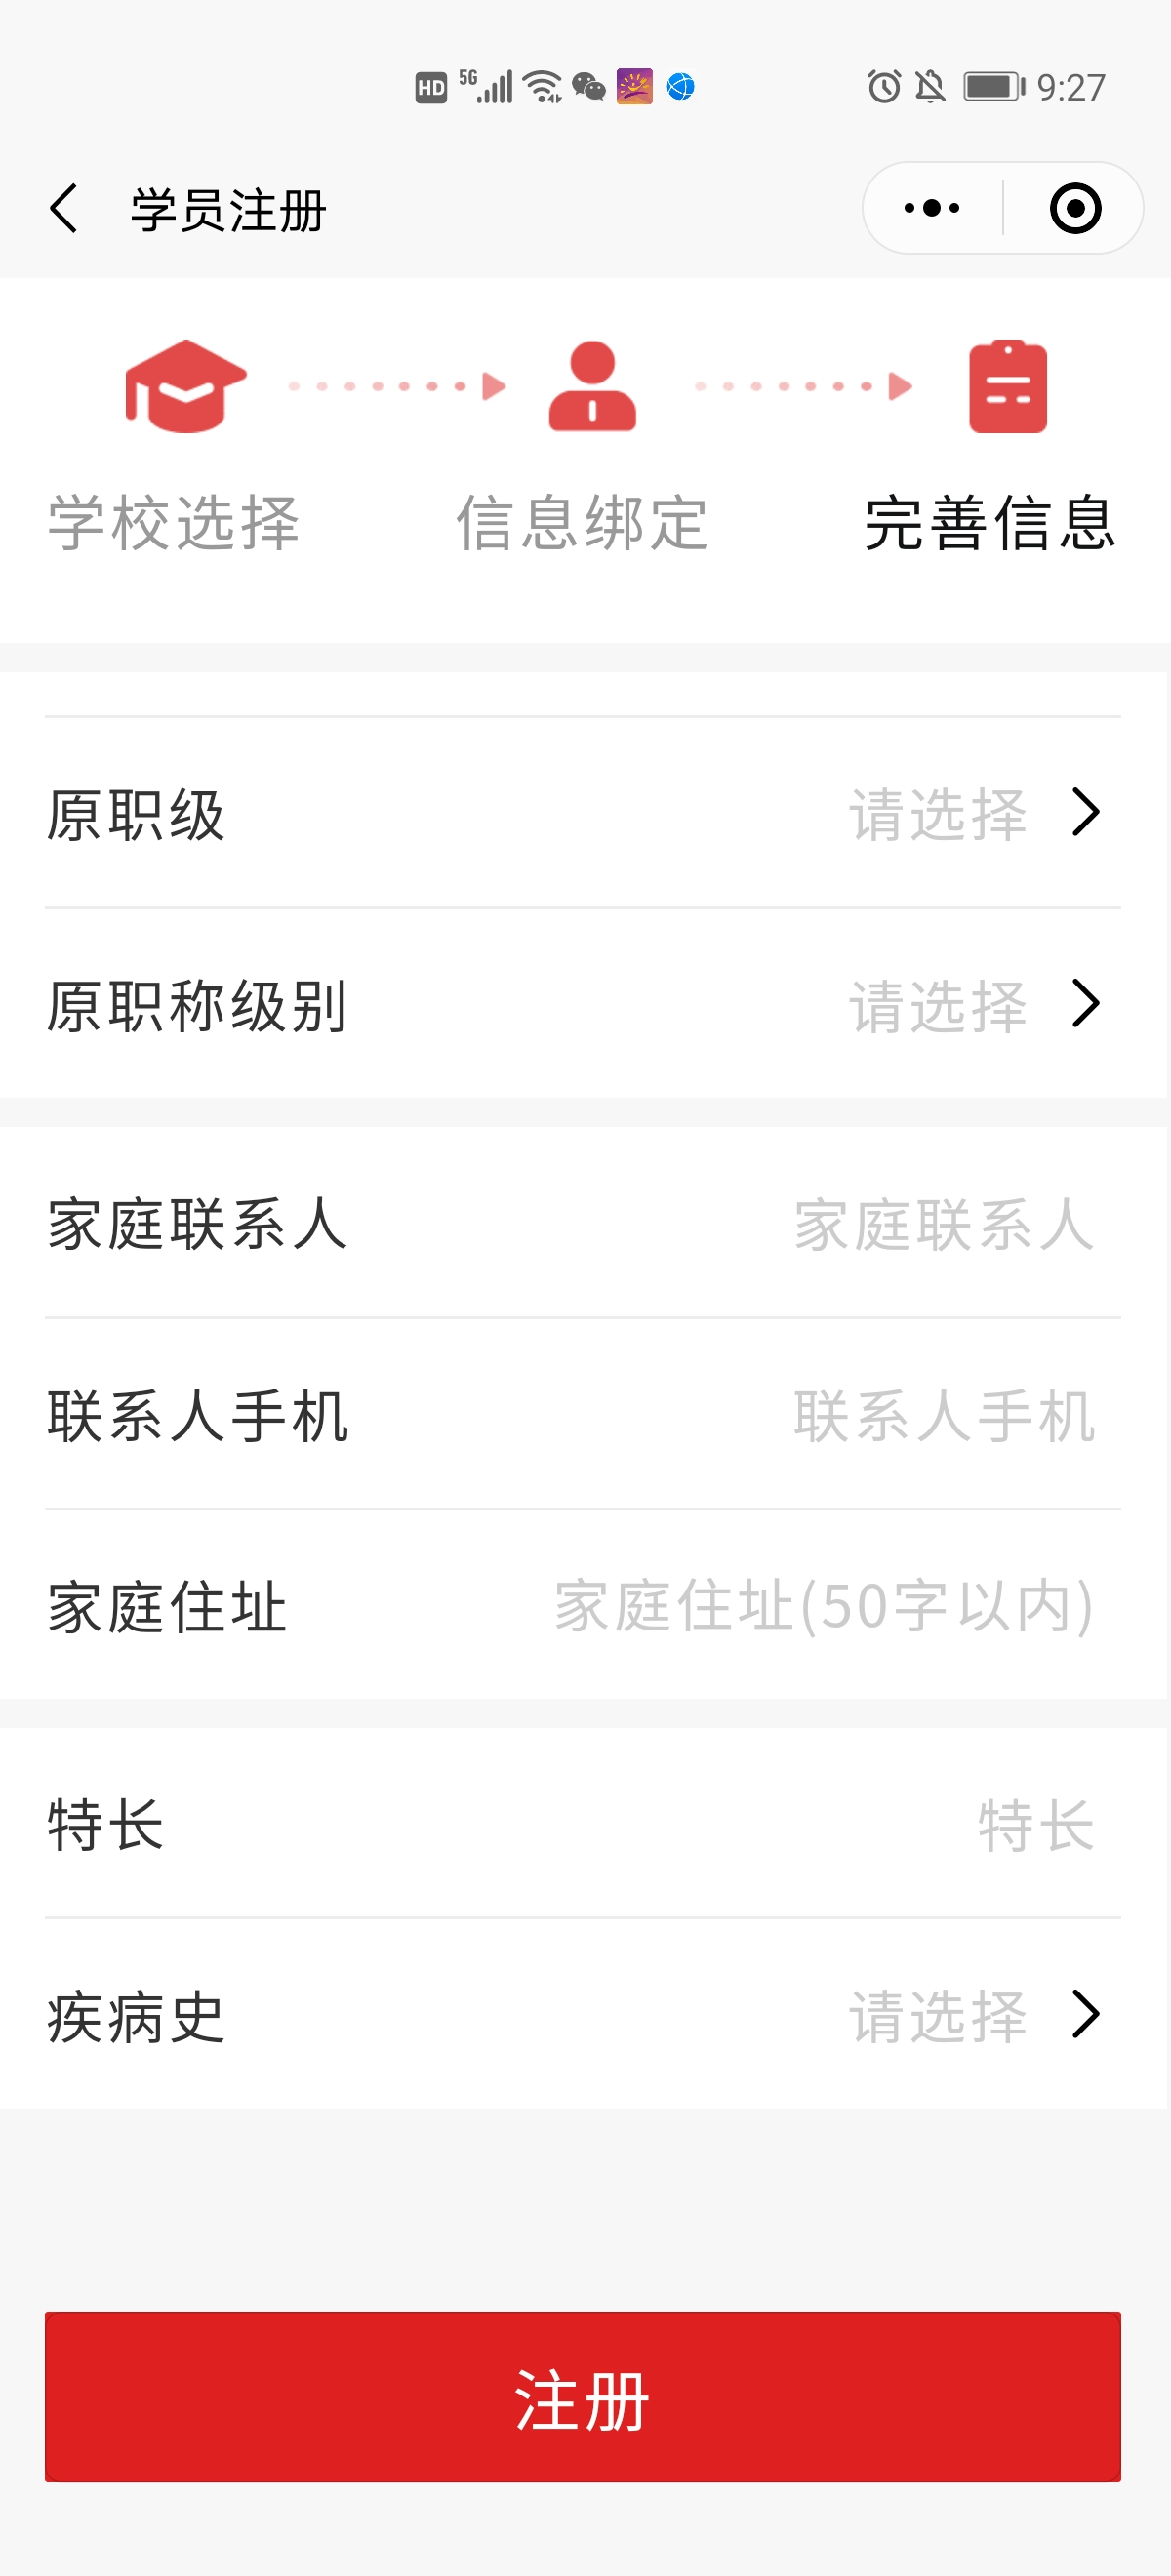 HD 5G 9:27
学员注册
学校选择 信息绑定 完善信息
原职级 请选择
原职称级别 请选择
家庭联系人 家庭联系人
联系人手机 联系人手机
家庭住址 家庭住址(50字以内)
特长 特长
疾病史 请选择
注册